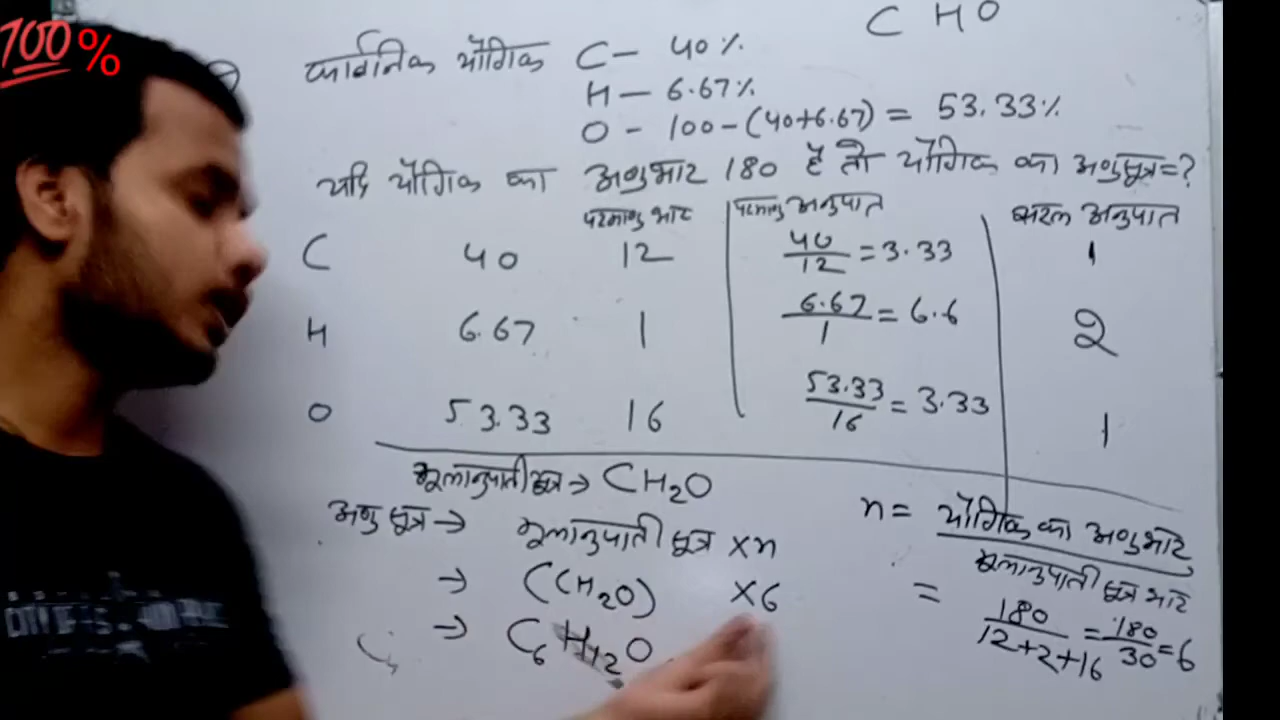 💯%
C H O
कार्बनिक यौगिक C — 40%
H — 6.67%
O - 100 - (40+6.67) = 53.33%
यदि यौगिक का अणुभार 180 है तो यौगिक का अणुसूत्र = ?
परमाणु भार परमाणु अनुपात सरल अनुपात
C 40 12 40/12 = 3.33 1
H 6.67 1 6.67/1 = 6.6 2
O 53.33 16 53.33/16 = 3.33 1
मूलानुपाती सूत्र → CH₂O
अणु सूत्र → मूलानुपाती सूत्र ×n
→ (CH₂O) ×6
→ C₆H₁₂O
n = यौगिक का अणुभार / मूलानुपाती सूत्र भार
= 180/12+2+16 = 180/30 = 6